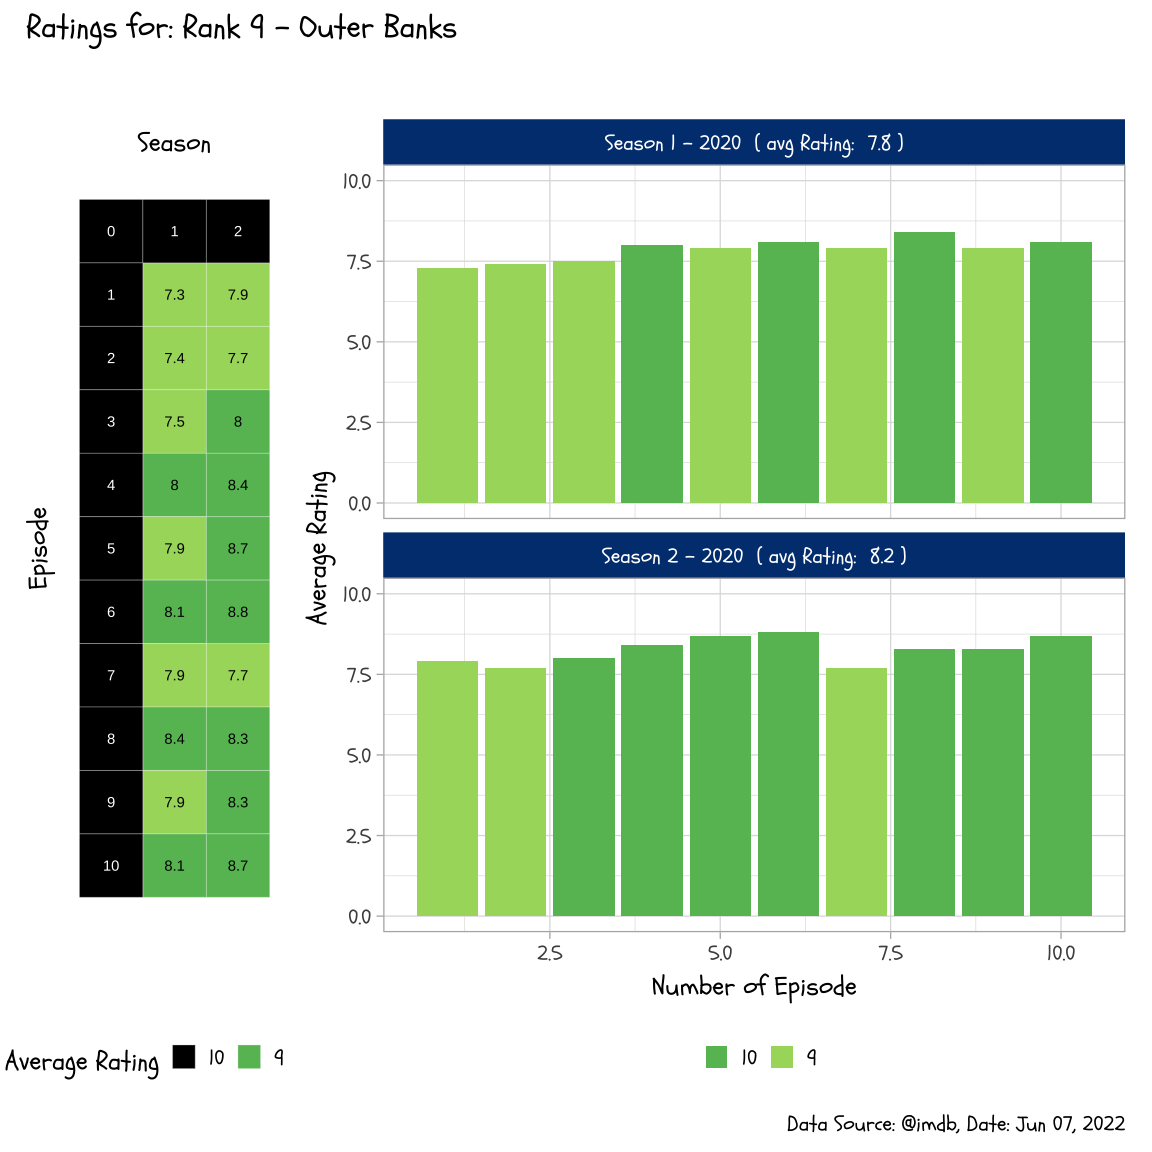 Ratings for: Rank 9 - Outer Banks
Season
0 1 2
1 7.3 7.9
2 7.4 7.7
3 7.5 8
4 8 8.4
5 7.9 8.7
6 8.1 8.8
7 7.9 7.7
8 8.4 8.3
9 7.9 8.3
10 8.1 8.7
Episode
Average Rating 10 9
Season 1 - 2020 ( avg Rating: 7.8 )
10.0
7.5
5.0
2.5
0.0
Average Rating
Season 2 - 2020 ( avg Rating: 8.2 )
10.0
7.5
5.0
2.5
0.0
2.5 5.0 7.5 10.0
Number of Episode
10 9
Data Source: @imdb, Date: Jun 07, 2022